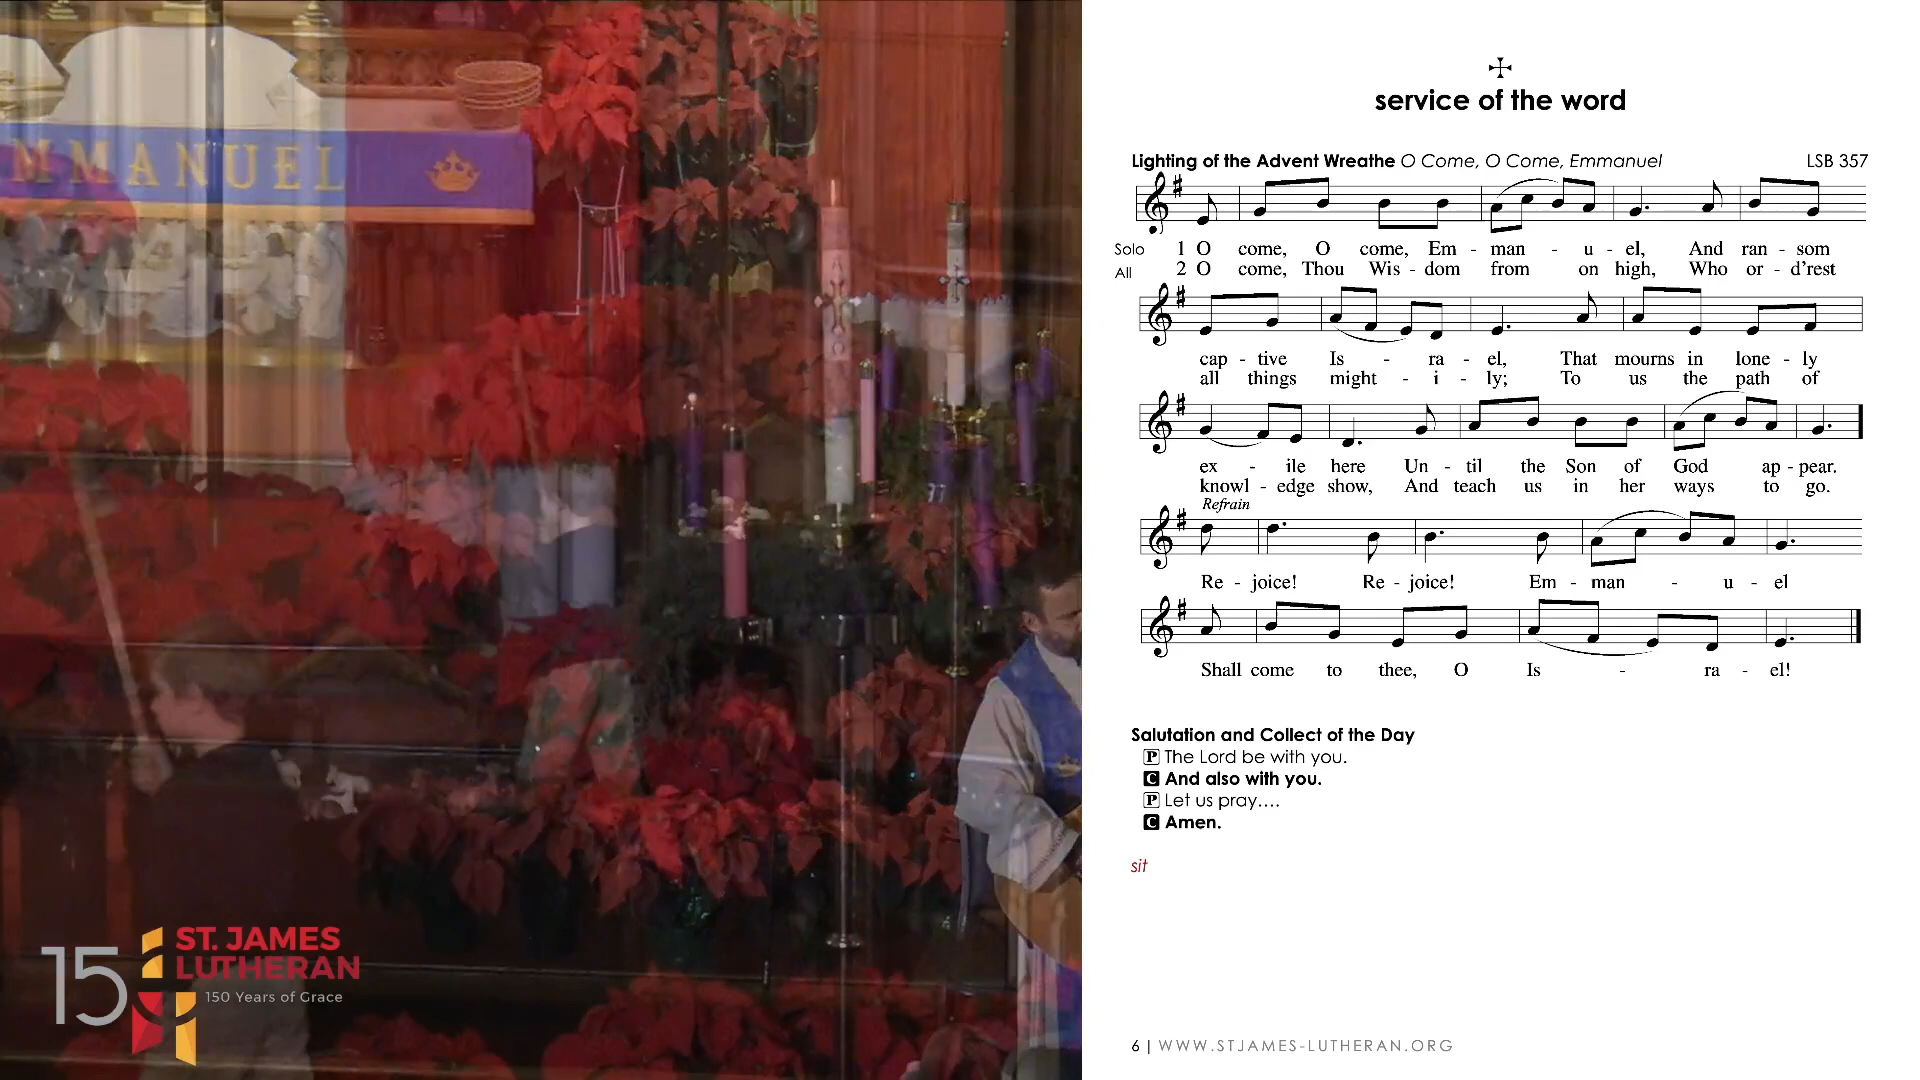 MMANUEL
15
ST. JAMES
LUTHERAN
150 Years of Grace
service of the word
Lighting of the Advent Wreathe O Come, O Come, Emmanuel LSB 357
Solo 1 O come, O come, Em - man - u - el, And ran - som
All 2 O come, Thou Wis - dom from on high, Who or - d'rest
cap - tive Is - ra - el, That mourns in lone - ly
all things might - i - ly; To us the path of
ex - ile here Un - til the Son of God ap - pear.
knowl - edge show, And teach us in her ways to go.
Refrain
Re - joice! Re - joice! Em - man - u - el
Shall come to thee, O Is - ra - el!
Salutation and Collect of the Day
P The Lord be with you.
C And also with you.
P Let us pray….
C Amen.
sit
6 | WWW.STJAMES-LUTHERAN.ORG